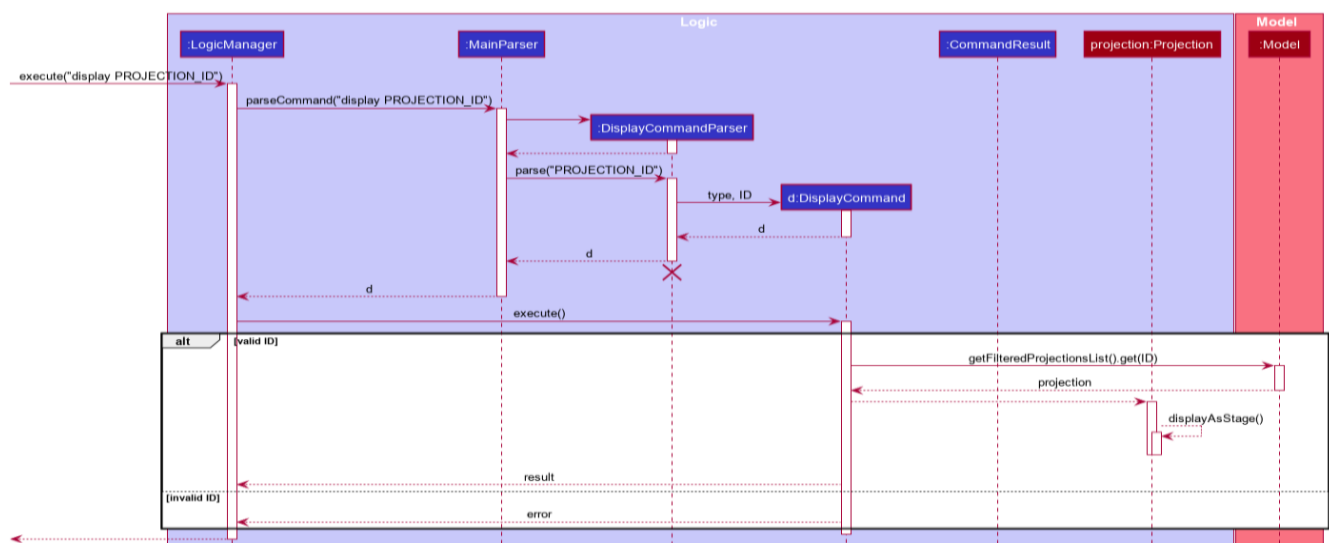 Logic
Model
:LogicManager
:MainParser
:CommandResult
projection:Projection
:Model
execute("display PROJECTION_ID")
parseCommand("display PROJECTION_ID")
:DisplayCommandParser
parse("PROJECTION_ID")
type, ID
d:DisplayCommand
d
d
d
execute()
alt
[valid ID]
getFilteredProjectionsList().get(ID)
projection
displayAsStage()
result
[invalid ID]
error